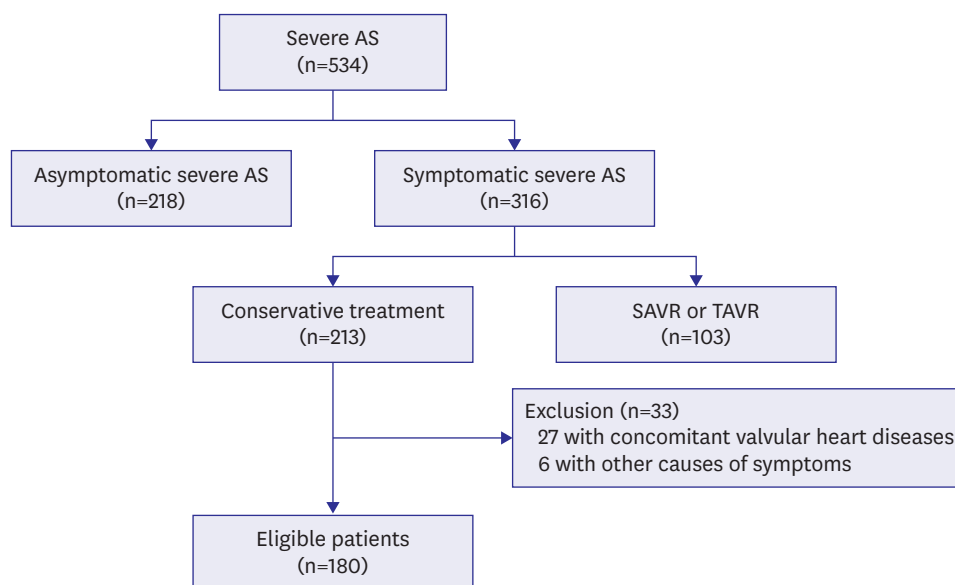 Severe AS
(n=534)
Asymptomatic severe AS
(n=218)
Symptomatic severe AS
(n=316)
Conservative treatment
(n=213)
SAVR or TAVR
(n=103)
Exclusion (n=33)
27 with concomitant valvular heart diseases
6 with other causes of symptoms
Eligible patients
(n=180)